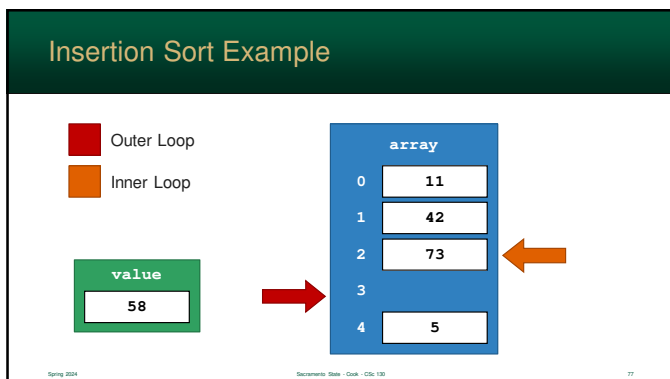 Insertion Sort Example
Outer Loop
Inner Loop
value
58
array
0 11
1 42
2 73
3
4 5
Spring 2024
Sacramento State - Cook - CSc 130
77